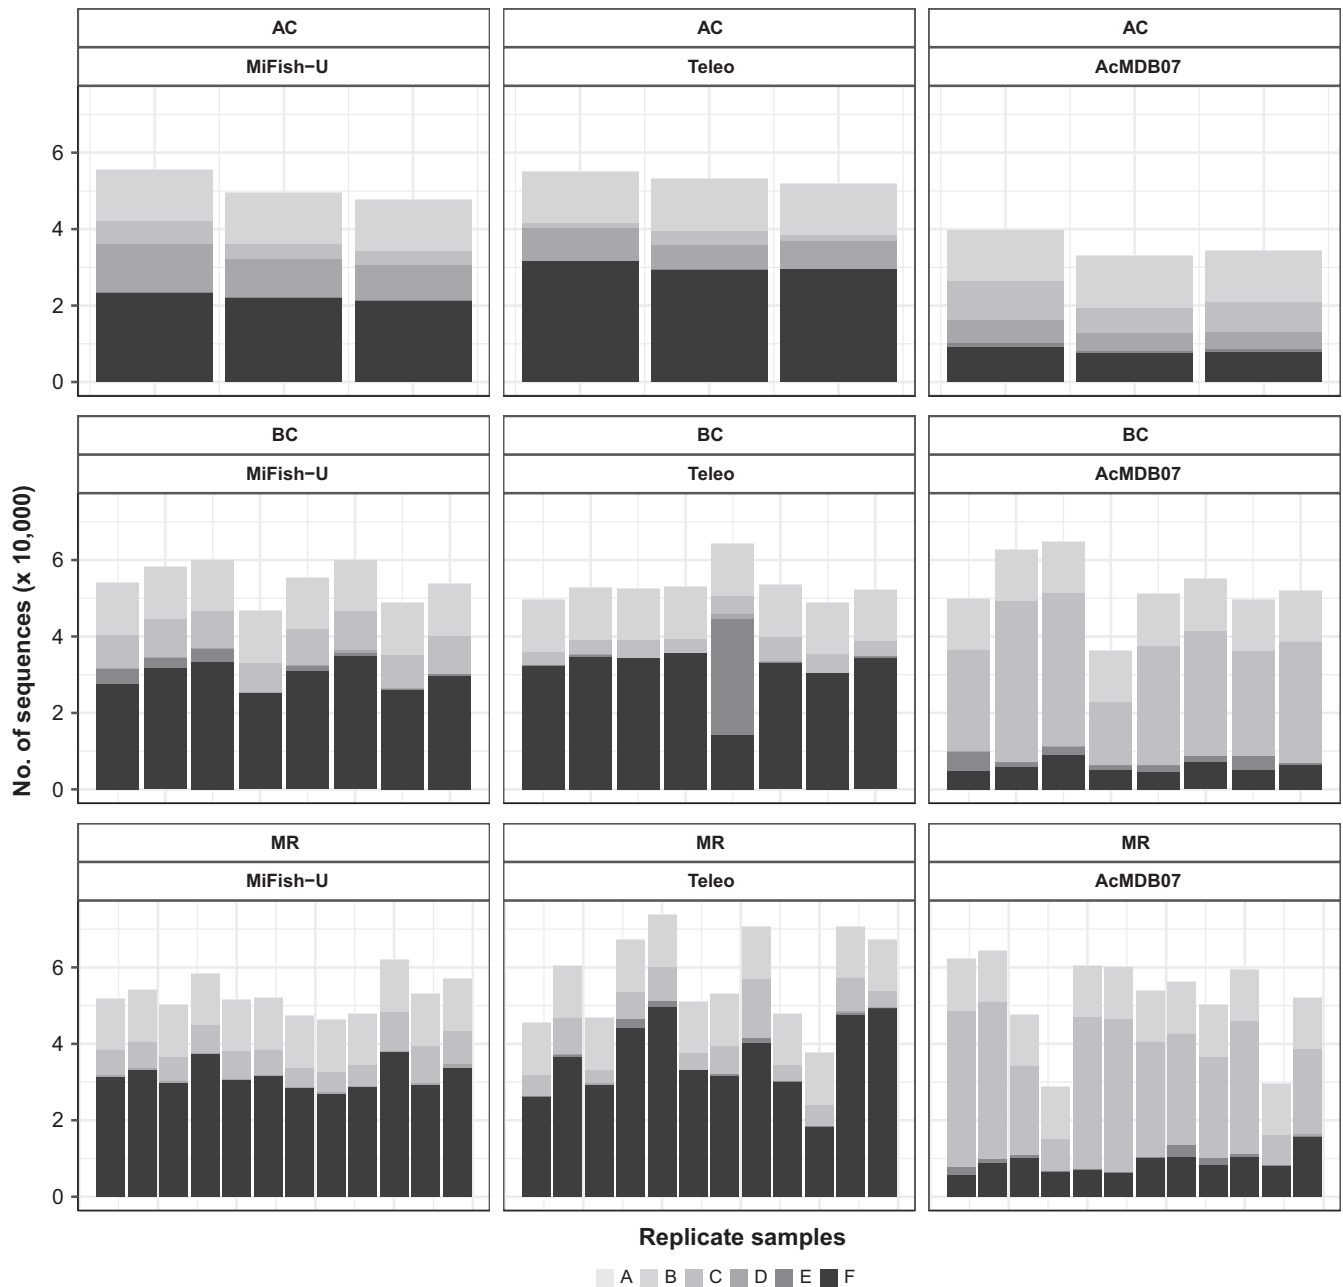 AC AC AC
MiFish−U Teleo AcMDB07
6
4
2
0
BC BC BC
MiFish−U Teleo AcMDB07
6
4
2
0
No. of sequences (x 10,000)
MR MR MR
MiFish−U Teleo AcMDB07
6
4
2
0
Replicate samples
A B C D E F